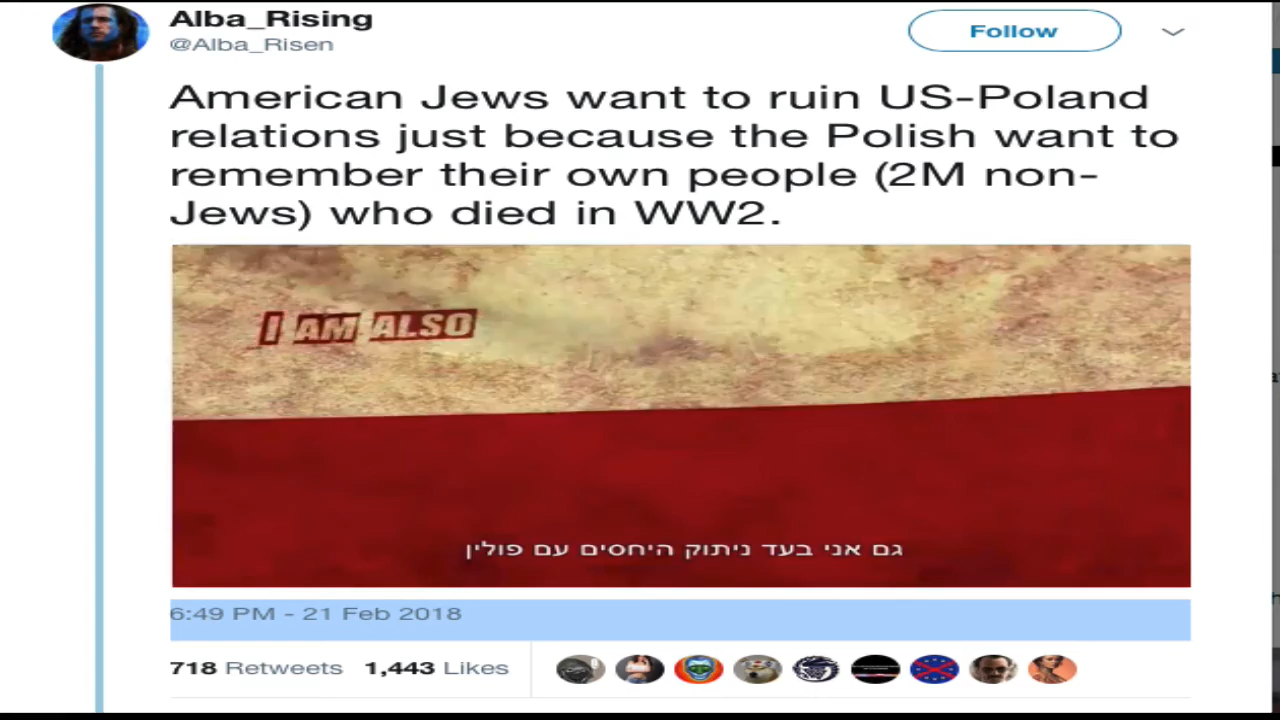 Alba_Rising
@Alba_Risen
Follow
American Jews want to ruin US-Poland
relations just because the Polish want to
remember their own people (2M non-
Jews) who died in WW2.
I AM ALSO
גם אני בעד ניתוק היחסים עם פולין
6:49 PM - 21 Feb 2018
718 Retweets 1,443 Likes